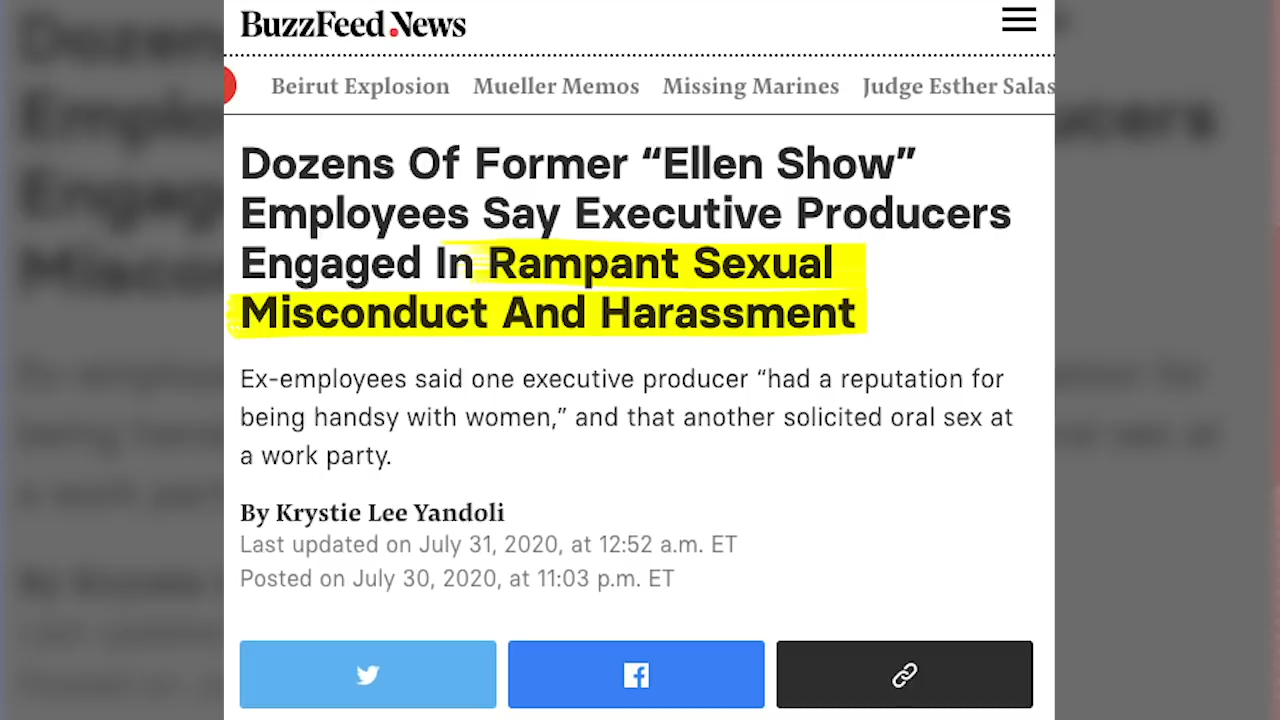 BuzzFeed News
Beirut Explosion Mueller Memos Missing Marines Judge Esther Salas
Dozens Of Former “Ellen Show”
Employees Say Executive Producers
Engaged In Rampant Sexual
Misconduct And Harassment
Ex-employees said one executive producer “had a reputation for
being handsy with women,” and that another solicited oral sex at
a work party.
By Krystie Lee Yandoli
Last updated on July 31, 2020, at 12:52 a.m. ET
Posted on July 30, 2020, at 11:03 p.m. ET